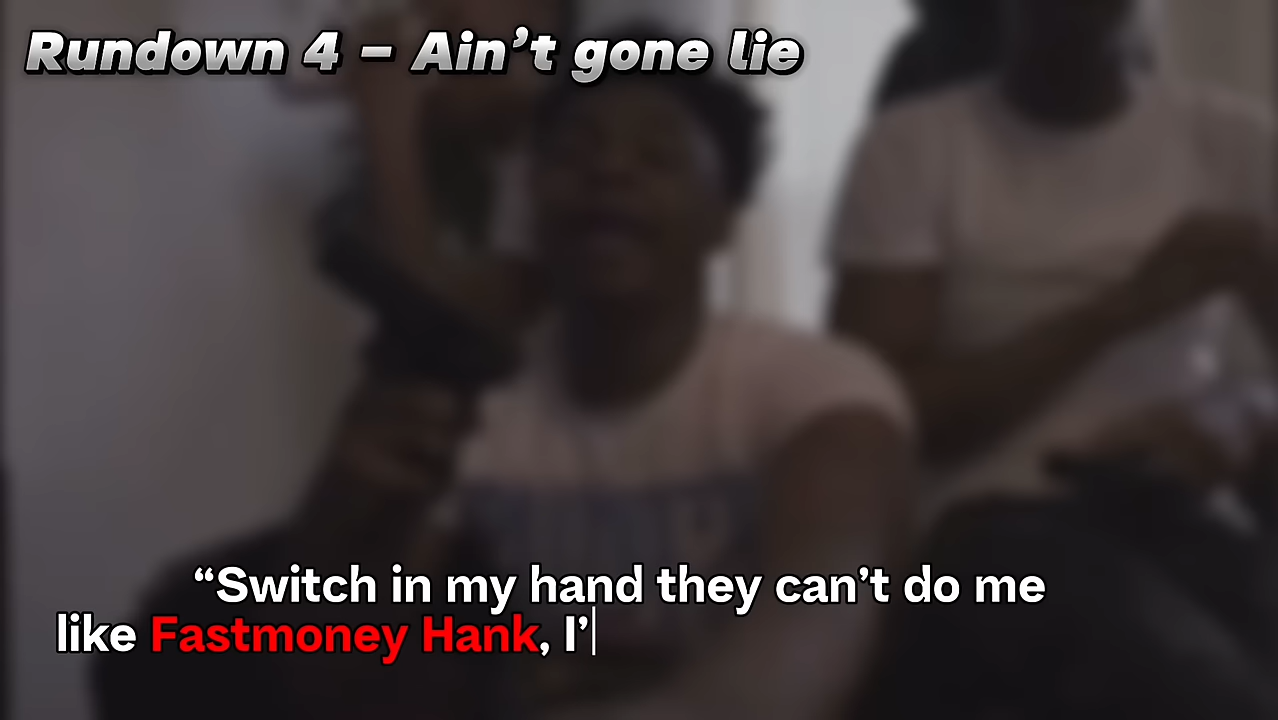 Rundown 4 – Ain’t gone lie
“Switch in my hand they can’t do me
like Fastmoney Hank, I’